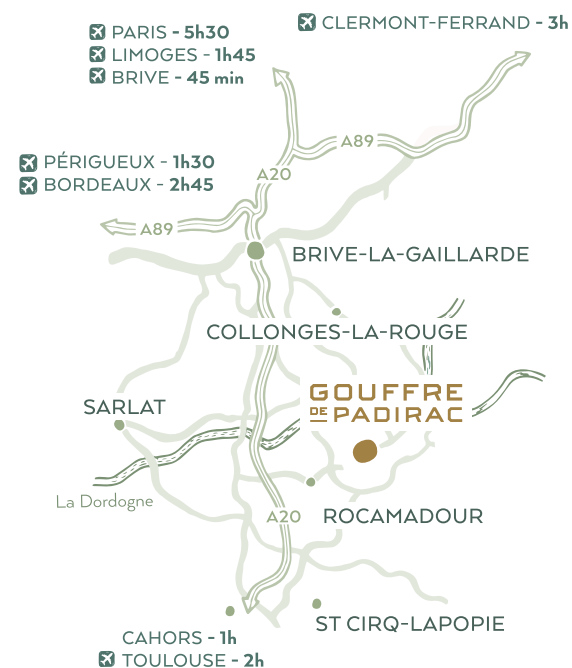 CLERMONT-FERRAND - 3h
PARIS - 5h30
LIMOGES - 1h45
BRIVE - 45 min
A89
PÉRIGUEUX - 1h30
BORDEAUX - 2h45
A20
A89
BRIVE-LA-GAILLARDE
COLLONGES-LA-ROUGE
GOUFFRE
DE PADIRAC
SARLAT
La Dordogne
A20
ROCAMADOUR
ST CIRQ-LAPOPIE
CAHORS - 1h
TOULOUSE - 2h